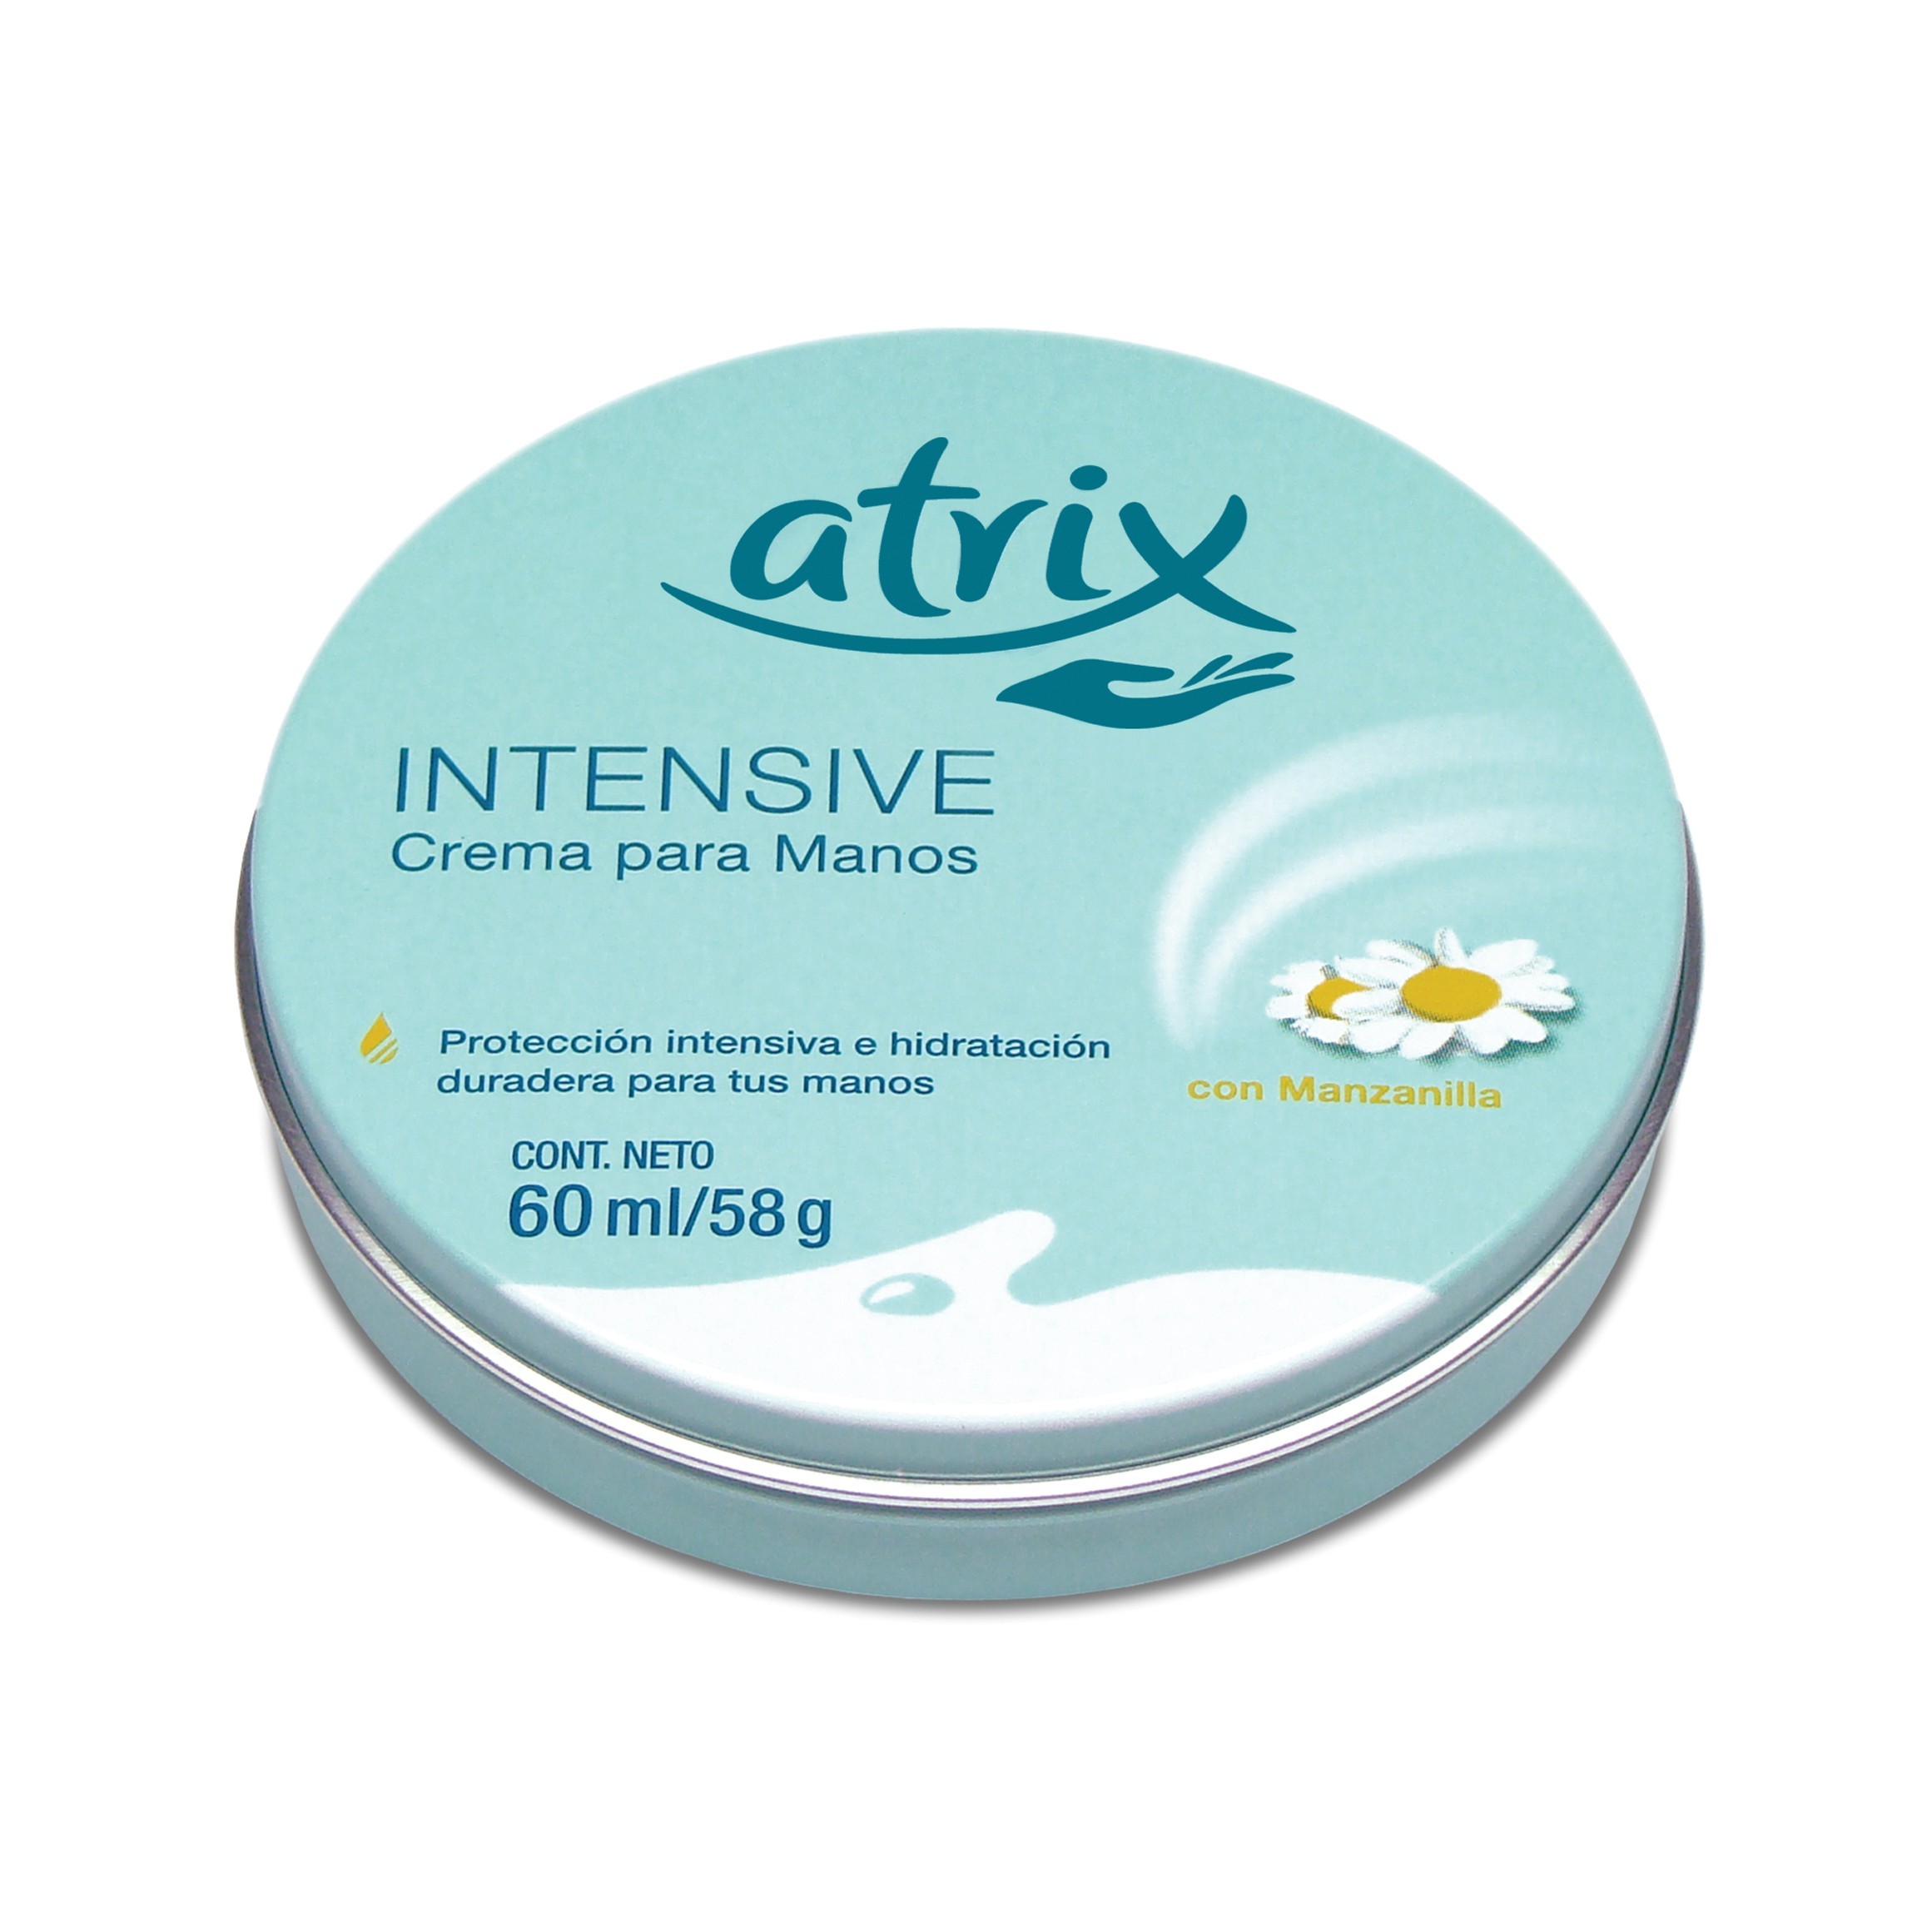 atrix
INTENSIVE
Crema para Manos
Protección intensiva e hidratación
duradera para tus manos
con Manzanilla
CONT. NETO
60 ml/58 g